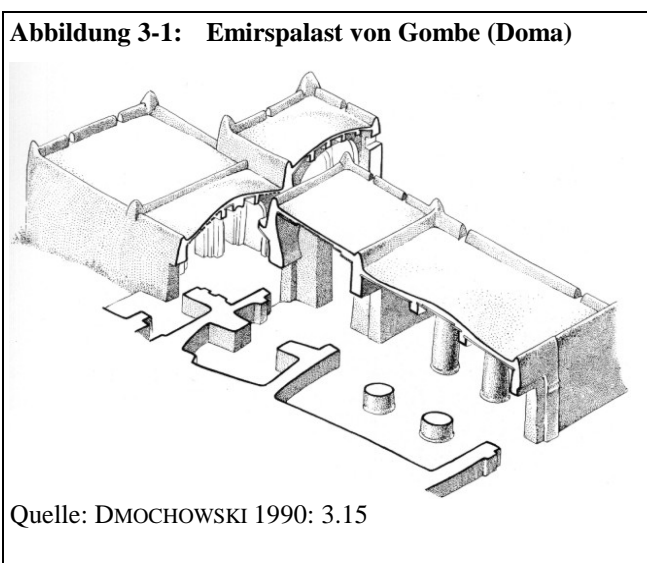 Abbildung 3-1: Emirspalast von Gombe (Doma)
Quelle: DMOCHOWSKI 1990: 3.15